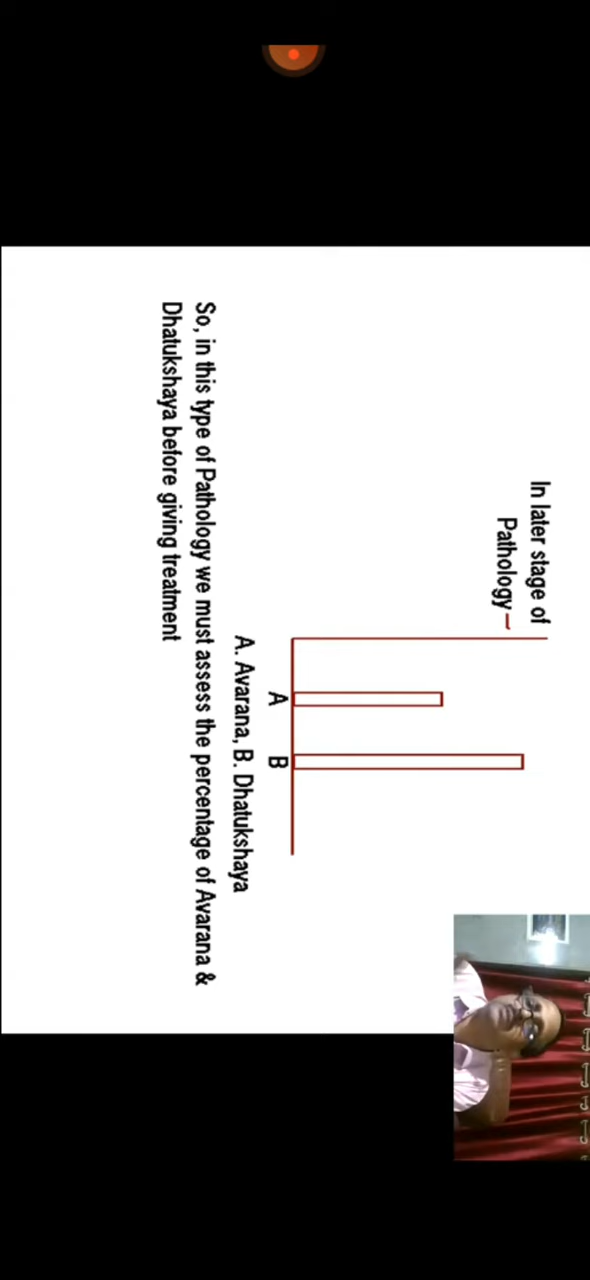 In later stage of
Pathology
A B
A. Avarana, B. Dhatukshaya
So, in this type of Pathology we must assess the percentage of Avarana &
Dhatukshaya before giving treatment